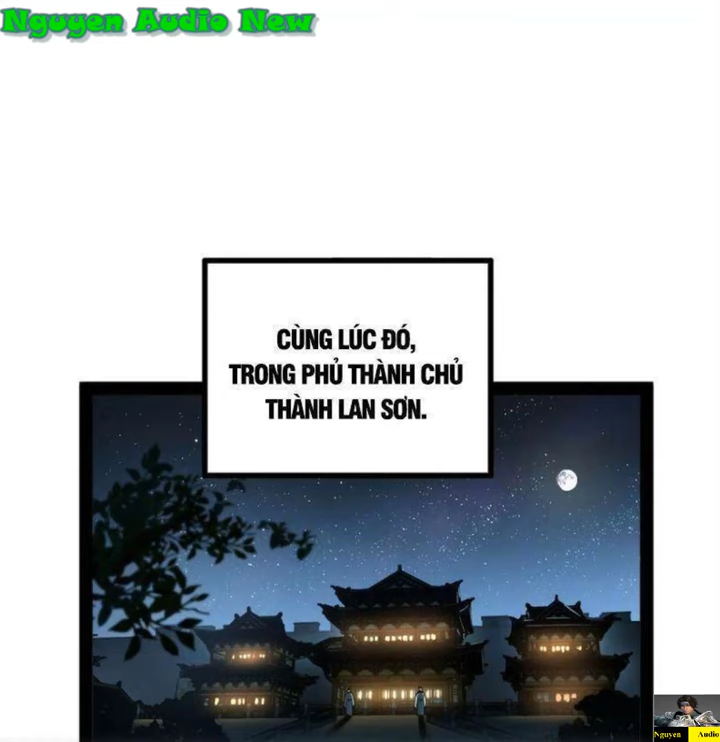 Nguyen Audio New
CÙNG LÚC ĐÓ,
TRONG PHỦ THÀNH CHỦ
THÀNH LAN SƠN.
Nguyen Audio